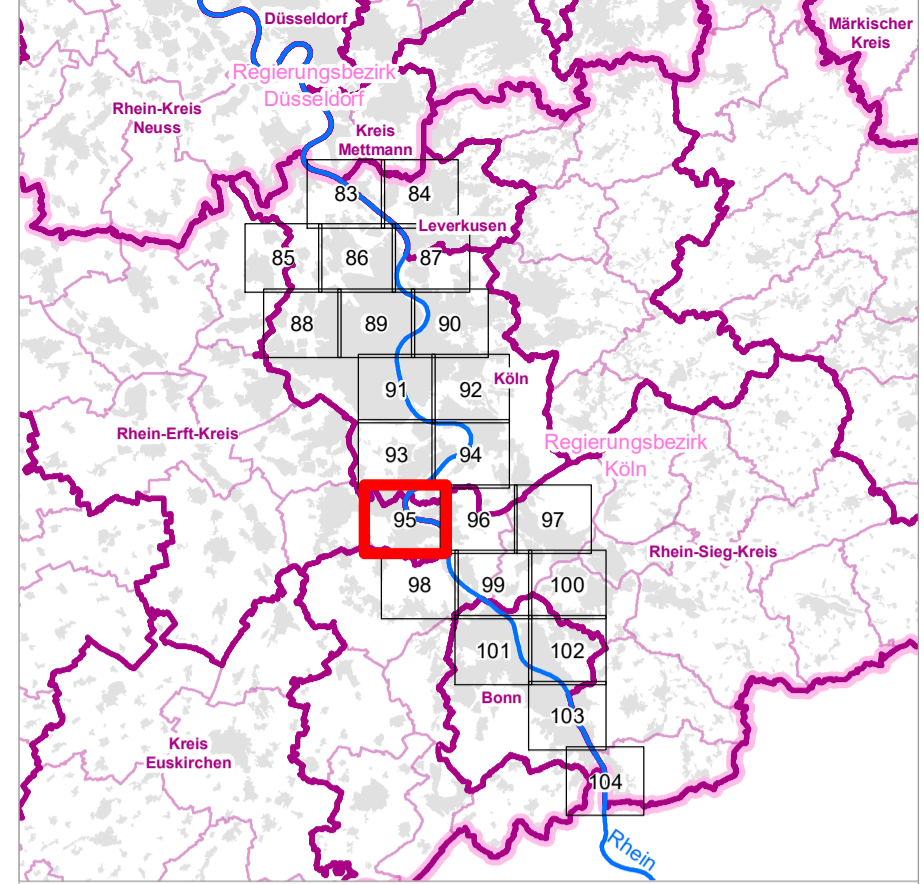 Düsseldorf
Märkischer
Kreis
Regierungsbezirk
Düsseldorf
Rhein-Kreis
Neuss
Kreis
Mettmann
83
84
Leverkusen
85
86
87
88
89
90
91
92
Köln
Rhein-Erft-Kreis
93
94
Regierungsbezirk
Köln
95
96
97
Rhein-Sieg-Kreis
98
99
100
101
102
Bonn
103
Kreis
Euskirchen
104
Rhein